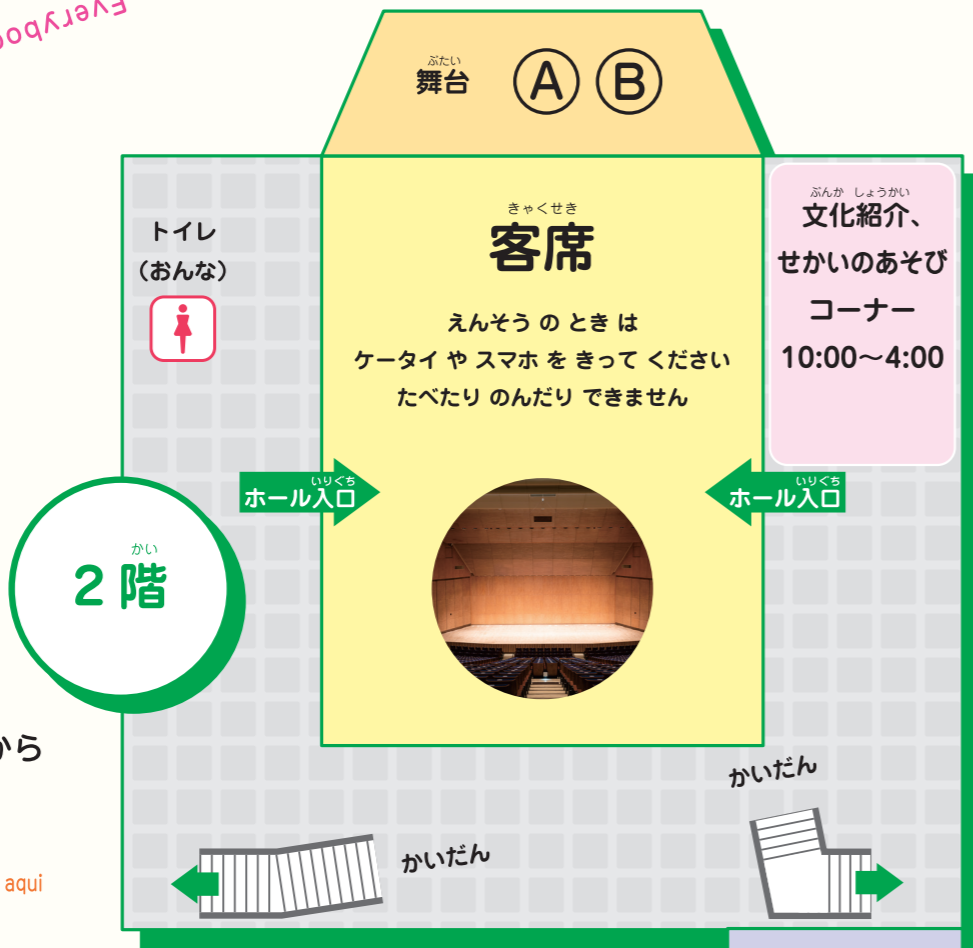 Everyboo
舞台 Ⓐ Ⓑ
ぶたい
文化紹介、
ぶんか しょうかい
せかいのあそび
コーナー
10:00〜4:00
トイレ
（おんな）
客席
きゃくせき
えんそう の とき は
ケータイ や スマホ を きって ください
たべたり のんだり できません
ホール入口
いりぐち
ホール入口
いりぐち
2階
かい
から
かいだん
かいだん
aqui